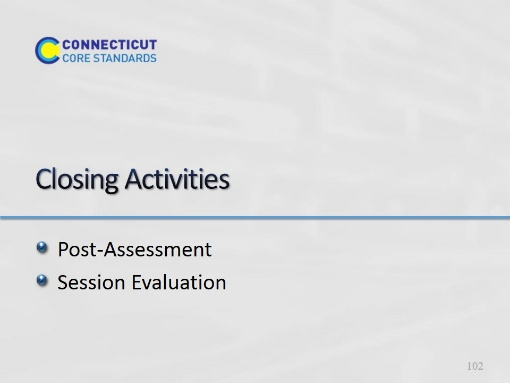 CONNECTICUT
CORE STANDARDS
Closing Activities
Post-Assessment
Session Evaluation
102